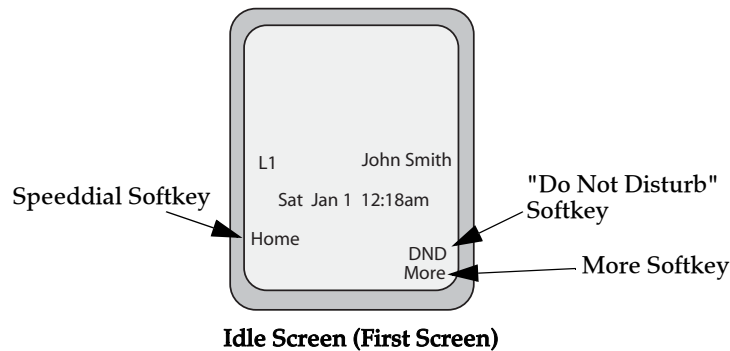 L1 John Smith
Sat Jan 1 12:18am
Speeddial Softkey
Home
"Do Not Disturb"
Softkey
DND
More
More Softkey
Idle Screen (First Screen)